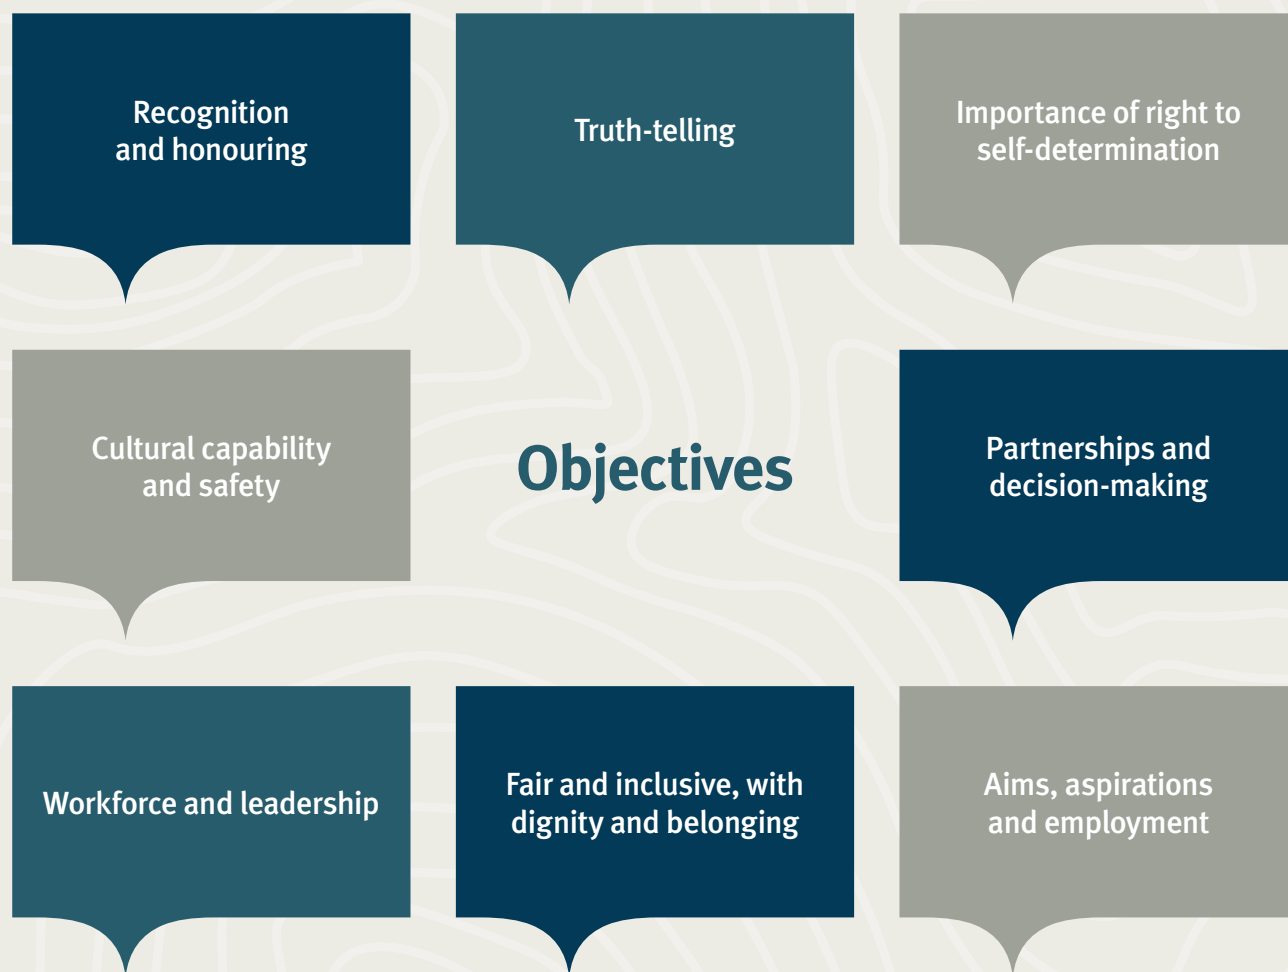 Recognition
and honouring
Truth-telling
Importance of right to
self-determination
Cultural capability
and safety
Objectives
Partnerships and
decision-making
Workforce and leadership
Fair and inclusive, with
dignity and belonging
Aims, aspirations
and employment